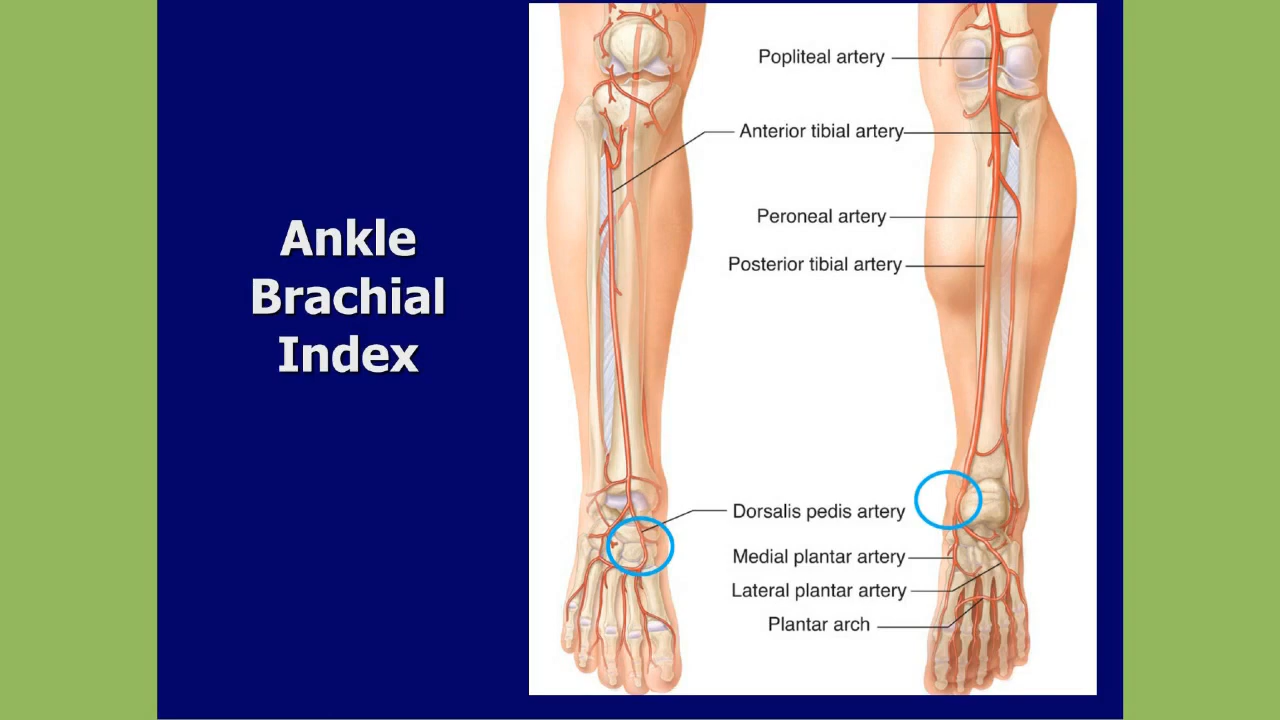 Ankle
Brachial
Index
Popliteal artery
Anterior tibial artery
Peroneal artery
Posterior tibial artery
Dorsalis pedis artery
Medial plantar artery
Lateral plantar artery
Plantar arch